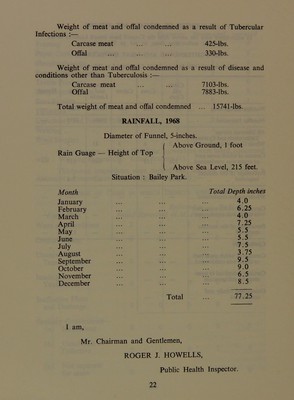 Weight of meat and offal condemned as a result of Tubercular
Infections :—
Carcase meat ... ... 425-lbs.
Offal ... ... ... 330-lbs.
Weight of meat and offal condemned as a result of disease and
conditions other than Tuberculosis :—
Carcase meat ... ... 7103-lbs.
Offal 7883-lbs.
Total weight of meat and offal condemned ... 15741-lbs.
RAINFALL, 1968
Diameter of Funnel, 5-inches.
Above Ground, 1 foot
Rain Guage — Height of Top
Above Sea Level, 215 feet.
Situation : Bailey Park.
Month Total Depth inches
January ... ... ... 4.0
February ... ... ... 6.25
March ... ... ... 4.0
April ... ... ... 7.25
May ... ... ... 5.5
June ... ... ... 5.5
July ... ... ... 7.5
August ... ... ... 3.75
September ... ... ... 9.5
October ... ... ... 9.0
November ... ... ... 6.5
December ... ... ... 8.5
Total ... 77.25
I am,
Mr. Chairman and Gentlemen,
ROGER J. HOWELLS,
Public Health Inspector.
22